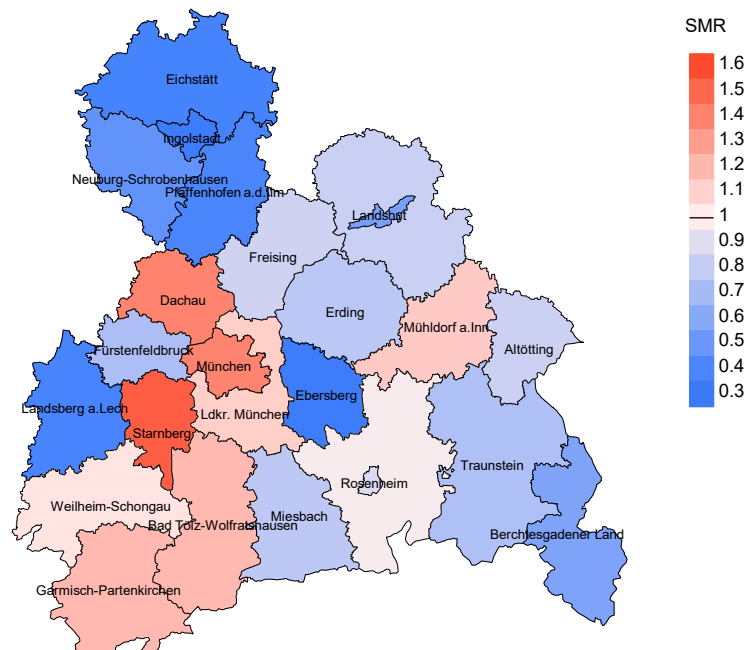 SMR
1.6
1.5
1.4
1.3
1.2
1.1
1
0.9
0.8
0.7
0.6
0.5
0.4
0.3
Eichstätt
Ingolstadt
Neuburg-Schrobenhausen
Pfaffenhofen a.d.Ilm
Landshut
Freising
Dachau
Erding
Mühldorf a.Inn
Altötting
Fürstenfeldbruck
München
Ebersberg
Landsberg a.Lech
Ldkr. München
Starnberg
Traunstein
Rosenheim
Weilheim-Schongau
Miesbach
Bad Tölz-Wolfratshausen
Berchtesgadener Land
Garmisch-Partenkirchen